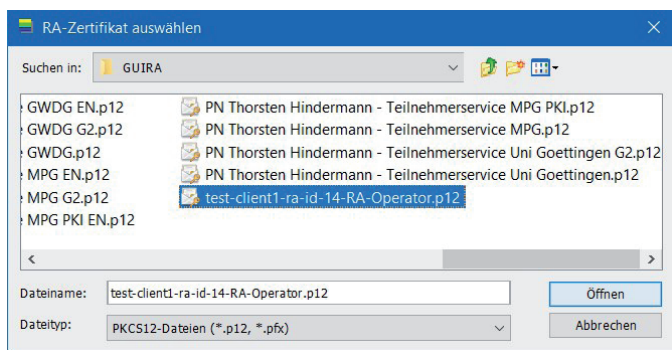 RA-Zertifikat auswählen
Suchen in: GUIRA
GWDG EN.p12 PN Thorsten Hindermann - Teilnehmerservice MPG PKI.p12
GWDG G2.p12 PN Thorsten Hindermann - Teilnehmerservice MPG.p12
GWDG.p12 PN Thorsten Hindermann - Teilnehmerservice Uni Goettingen G2.p12
MPG EN.p12 PN Thorsten Hindermann - Teilnehmerservice Uni Goettingen.p12
MPG G2.p12 test-client1-ra-id-14-RA-Operator.p12
MPG PKI EN.p12
Dateiname: test-client1-ra-id-14-RA-Operator.p12 Öffnen
Dateityp: PKCS12-Dateien (*.p12, *.pfx) Abbrechen